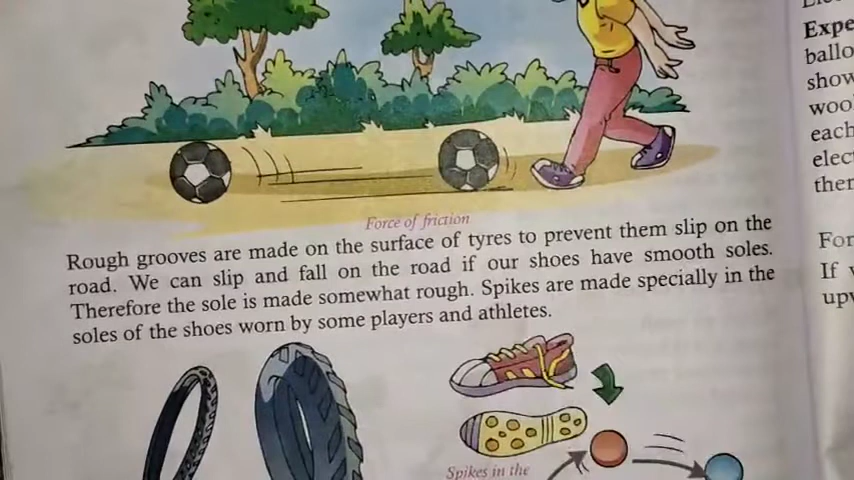 Force of friction
Rough grooves are made on the surface of tyres to prevent them slip on the
road. We can slip and fall on the road if our shoes have smooth soles.
Therefore the sole is made somewhat rough. Spikes are made specially in the
soles of the shoes worn by some players and athletes.
Spikes in the
Expe
ballo
show
woo
each
elec
ther
For
If
upw